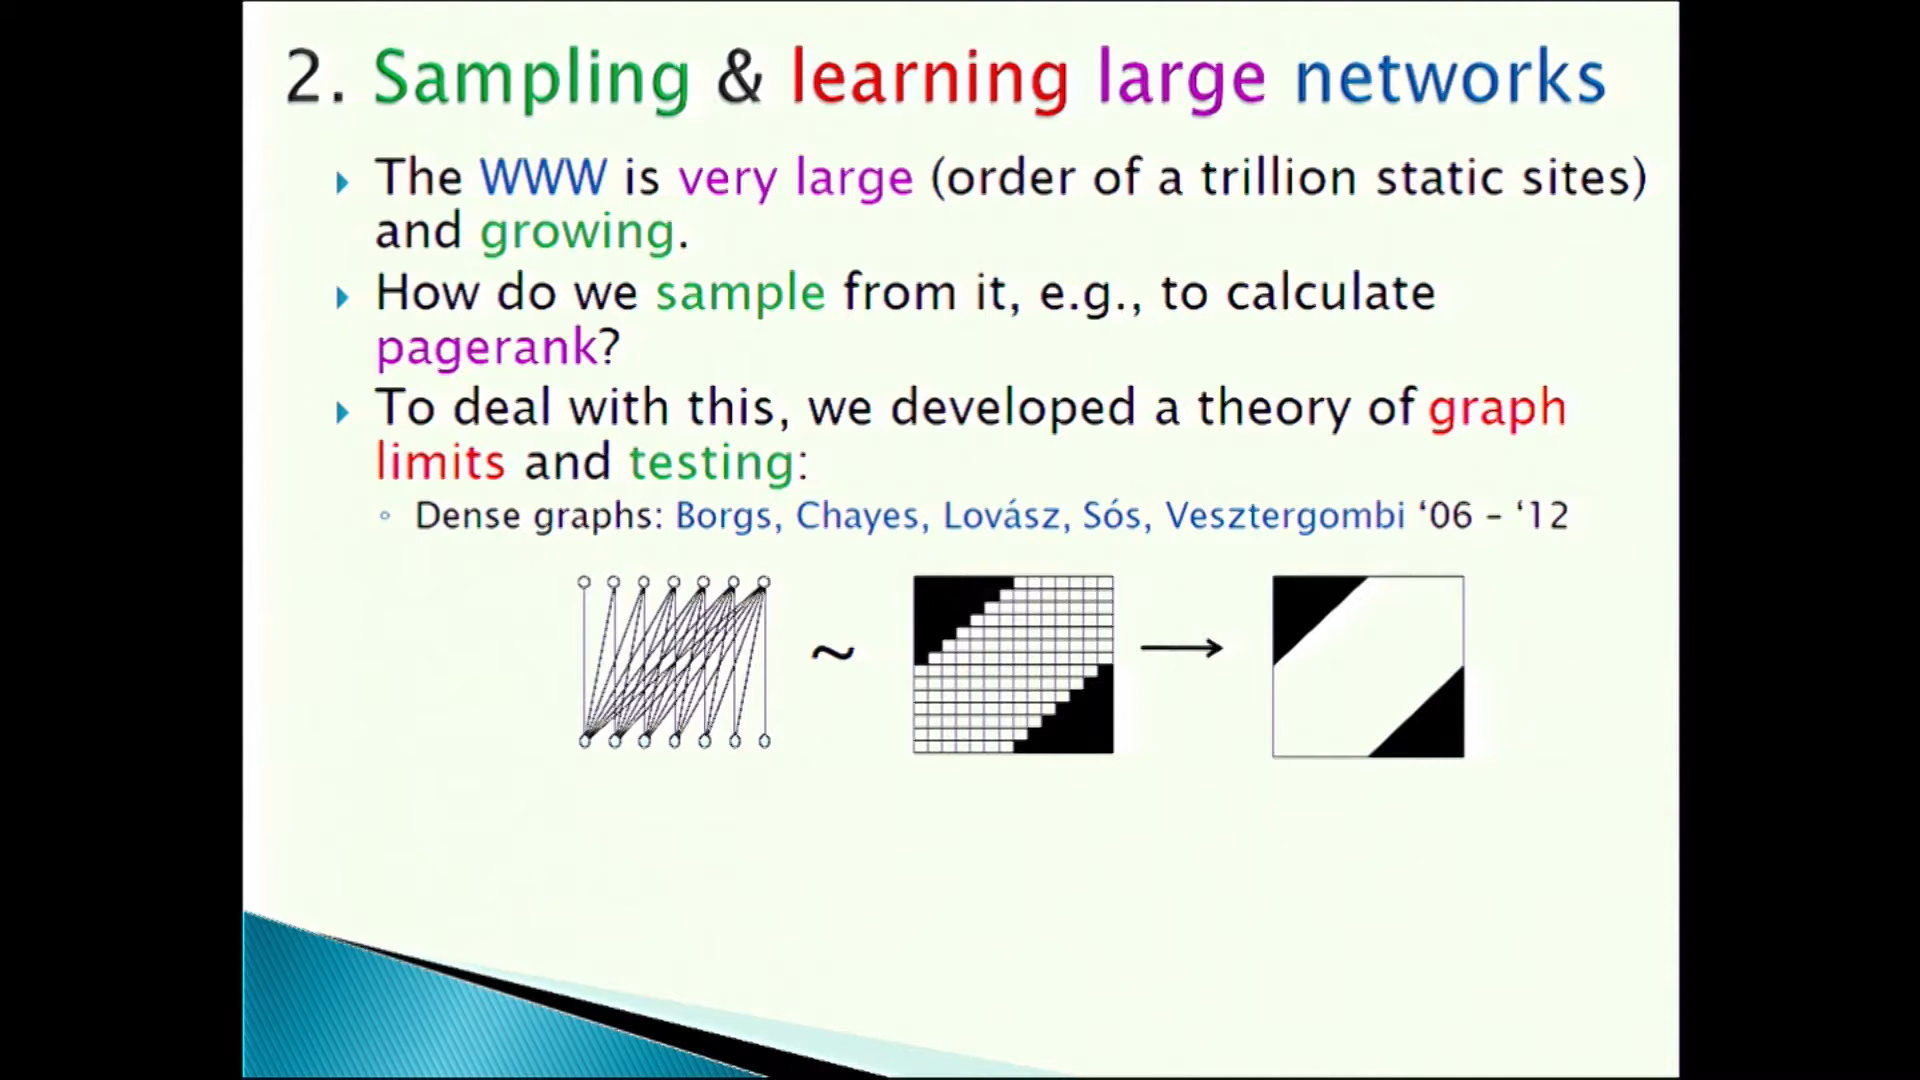 2. Sampling & learning large networks
The WWW is very large (order of a trillion static sites)
and growing.
How do we sample from it, e.g., to calculate
pagerank?
To deal with this, we developed a theory of graph
limits and testing:
Dense graphs: Borgs, Chayes, Lovász, Sós, Vesztergombi ‘06 – ‘12
~